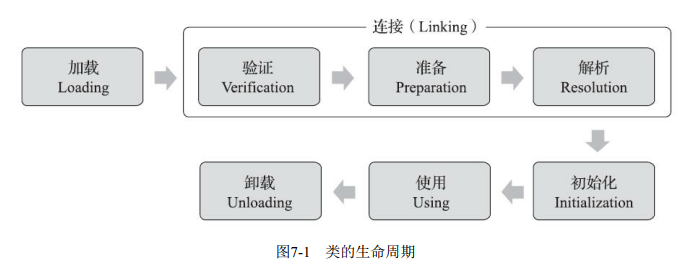 连接（Linking）
加载
Loading
验证
Verification
准备
Preparation
解析
Resolution
卸载
Unloading
使用
Using
初始化
Initialization
图7-1 类的生命周期